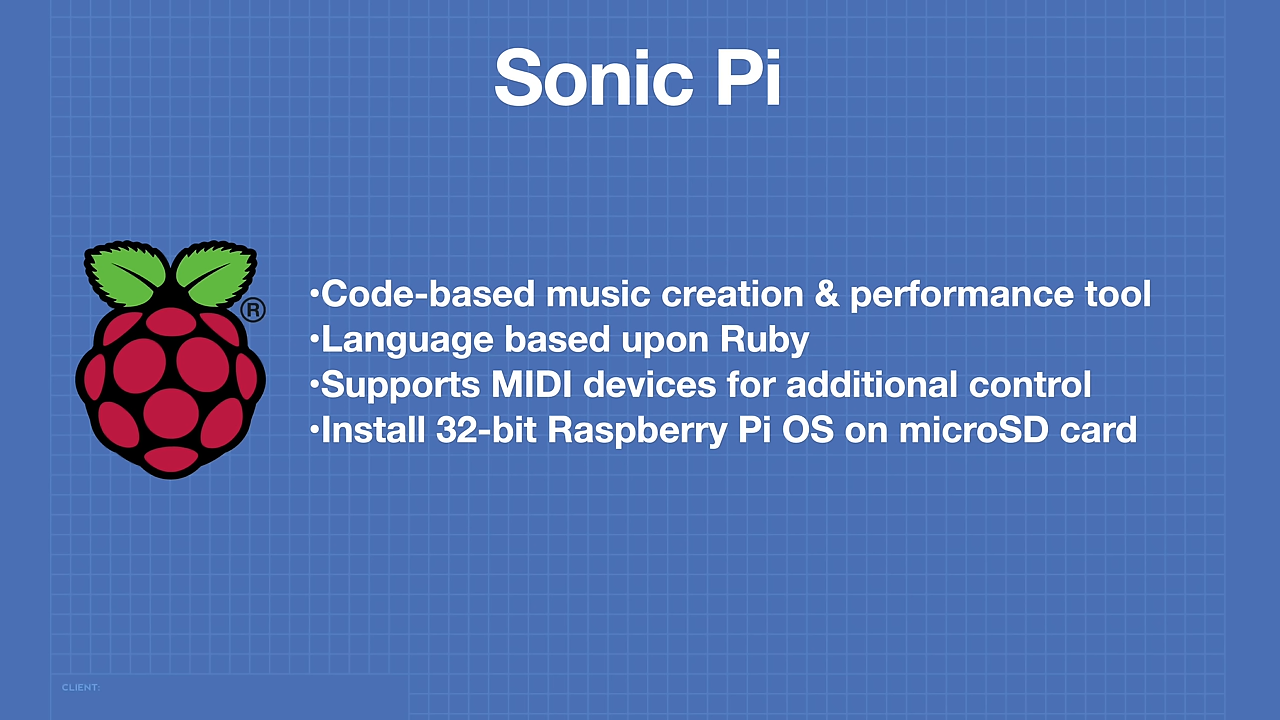 Sonic Pi
®
•Code-based music creation & performance tool
•Language based upon Ruby
•Supports MIDI devices for additional control
•Install 32-bit Raspberry Pi OS on microSD card
CLIENT: